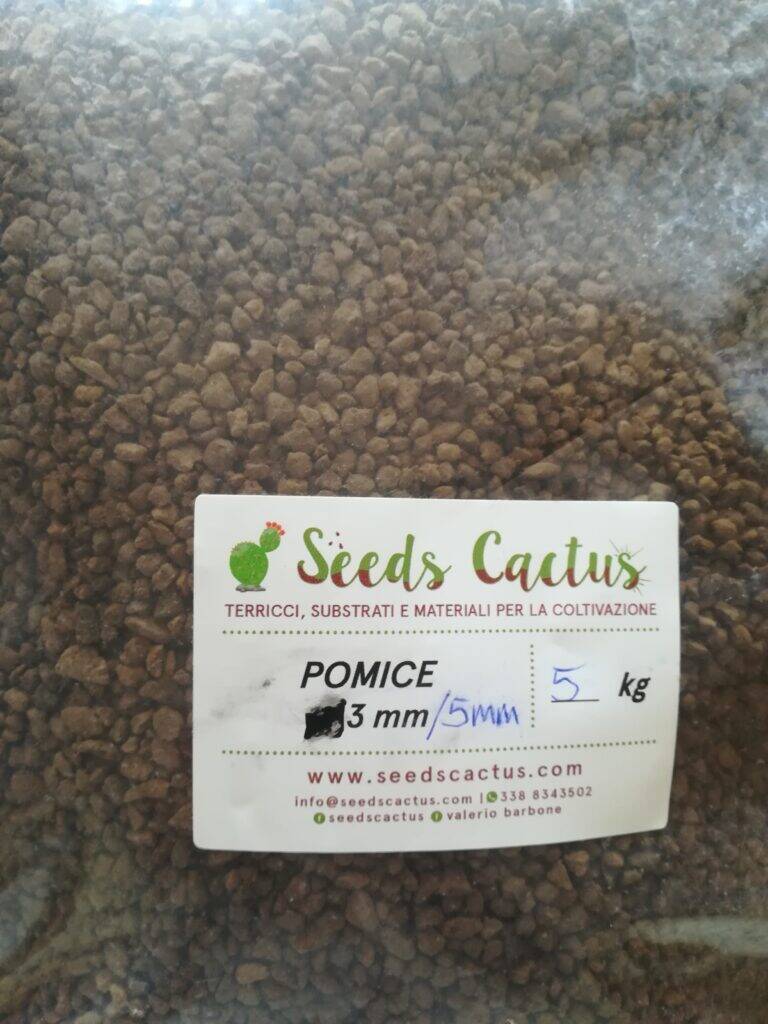 Seeds Cactus
TERRICCI, SUBSTRATI E MATERIALI PER LA COLTIVAZIONE
POMICE
3 mm/5mm
5 kg
www.seedscactus.com
info@seedscactus.com | 338 8343502
seedscactus valerio barbone